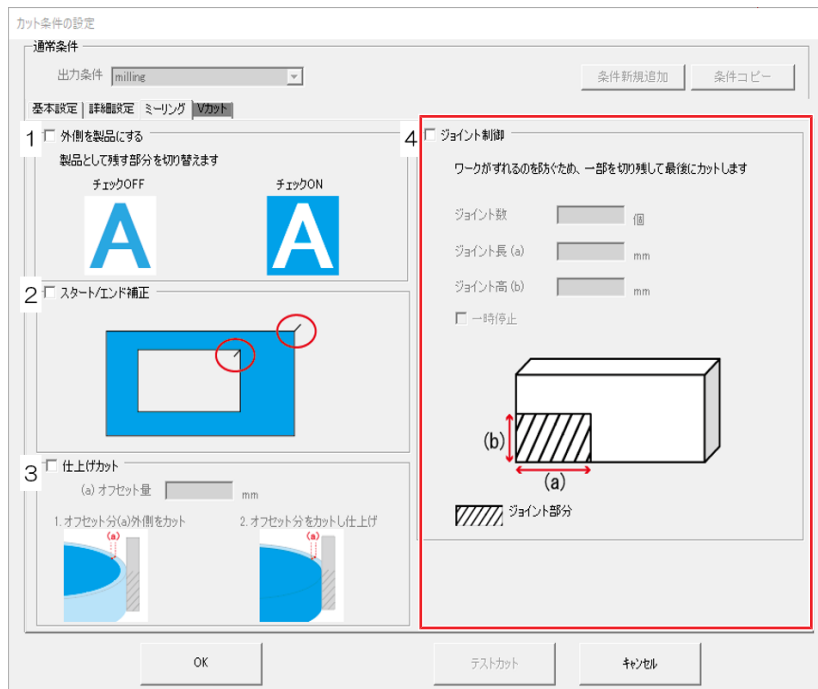 カット条件の設定
通常条件
出力条件 milling
条件新規追加 条件コピー
基本設定 詳細設定 ミーリング Vカット
1 外側を製品にする
製品として残す部分を切り替えます
チェックOFF チェックON
A A
2 スタート/エンド補正
3 仕上げカット
(a) オフセット量 mm
1. オフセット分(a)外側をカット 2. オフセット分をカットし仕上げ
(a) (a)
4 ジョイント制御
ワークがずれるのを防ぐため、一部を切り残して最後にカットします
ジョイント数 個
ジョイント長 (a) mm
ジョイント高 (b) mm
一時停止
(b)
(a)
ジョイント部分
OK テストカット キャンセル